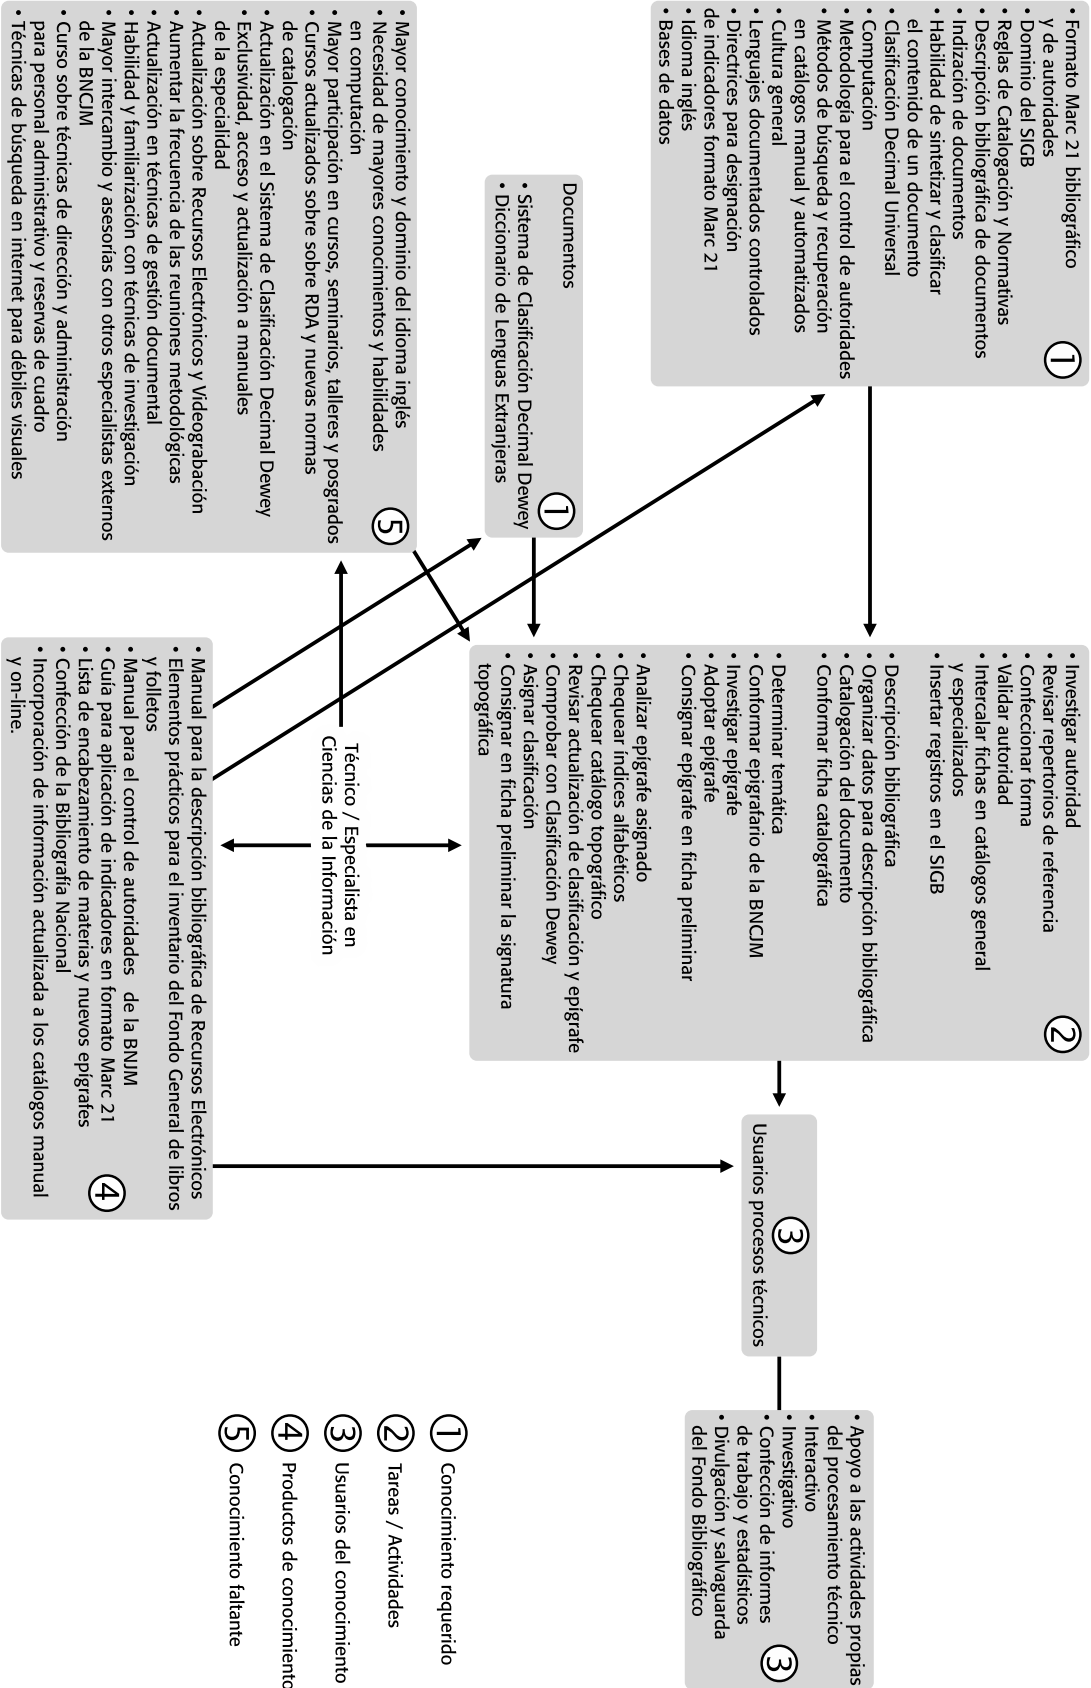 • Formato Marc 21 bibliográfico
y de autoridades
• Dominio del SIGB
• Reglas de Catalogación y Normativas
• Descripción bibliográfica de documentos
• Indización de documentos
• Habilidad de sintetizar y clasificar
el contenido de un documento
• Clasificación Decimal Universal
• Computación
• Metodología para el control de autoridades
• Métodos de búsqueda y recuperación
en catálogos manual y automatizados
• Cultura general
• Lenguajes documentados controlados
• Directrices para designación
de indicadores formato Marc 21
• Idioma inglés
• Bases de datos
1
Documentos
• Sistema de Clasificación Decimal Dewey
• Diccionario de Lenguas Extranjeras
1
• Mayor conocimiento y dominio del idioma inglés
• Necesidad de mayores conocimientos y habilidades
en computación
• Mayor participación en cursos, seminarios, talleres y posgrados
• Cursos actualizados sobre sobre RDA y nuevas normas
de catalogación
• Actualización en el Sistema de Clasificación Decimal Dewey
• Exclusividad, acceso y actualización a manuales
de la especialidad
• Actualización sobre Recursos Electrónicos y Videograbación
• Aumentar la frecuencia de las reuniones metodológicas
• Actualización en técnicas de gestión documental
• Habilidad y familiarización con técnicas de investigación
• Mayor intercambio y asesorías con otros especialistas externos
de la BNCJM
• Curso sobre técnicas de dirección y administración
para personal administrativo y reservas de cuadro
• Técnicas de búsqueda en internet para débiles visuales
5
• Investigar autoridad
• Revisar repertorios de referencia
• Confeccionar forma
• Validar autoridad
• Intercalar fichas en catálogos general
y especializados
• Insertar registros en el SIGB
• Descripción bibliográfica
• Organizar datos para descripción bibliográfica
• Catalogación del documento
• Conformar ficha catalográfica
• Determinar temática
• Conformar epigrafario de la BNCJM
• Investigar epígrafe
• Adoptar epígrafe
• Consignar epígrafe en ficha preliminar
• Analizar epígrafe asignado
• Chequear índices alfabéticos
• Chequear catálogo topográfico
• Revisar actualización de clasificación y epígrafe
• Comprobar con Clasificación Dewey
• Asignar clasificación
• Consignar en ficha preliminar la signatura
topográfica
2
Técnico / Especialista en
Ciencias de la Información
• Manual para la descripción bibliográfica de Recursos Electrónicos
• Elementos prácticos para el inventario del Fondo General de libros
y folletos
• Manual para el control de autoridades de la BNJM
• Guía para aplicación de indicadores en formato Marc 21
• Lista de encabezamiento de materias y nuevos epígrafes
• Confección de la Bibliografía Nacional
• Incorporación de información actualizada a los catálogos manual
y on-line.
4
3
Usuarios procesos técnicos
• Apoyo a las actividades propias
del procesamiento técnico
• Interactivo
• Investigativo
• Confección de informes
de trabajo y estadísticos
• Divulgación y salvaguarda
del Fondo Bibliográfico
3
1 Conocimiento requerido
2 Tareas / Actividades
3 Usuarios del conocimiento
4 Productos de conocimiento
5 Conocimiento faltante